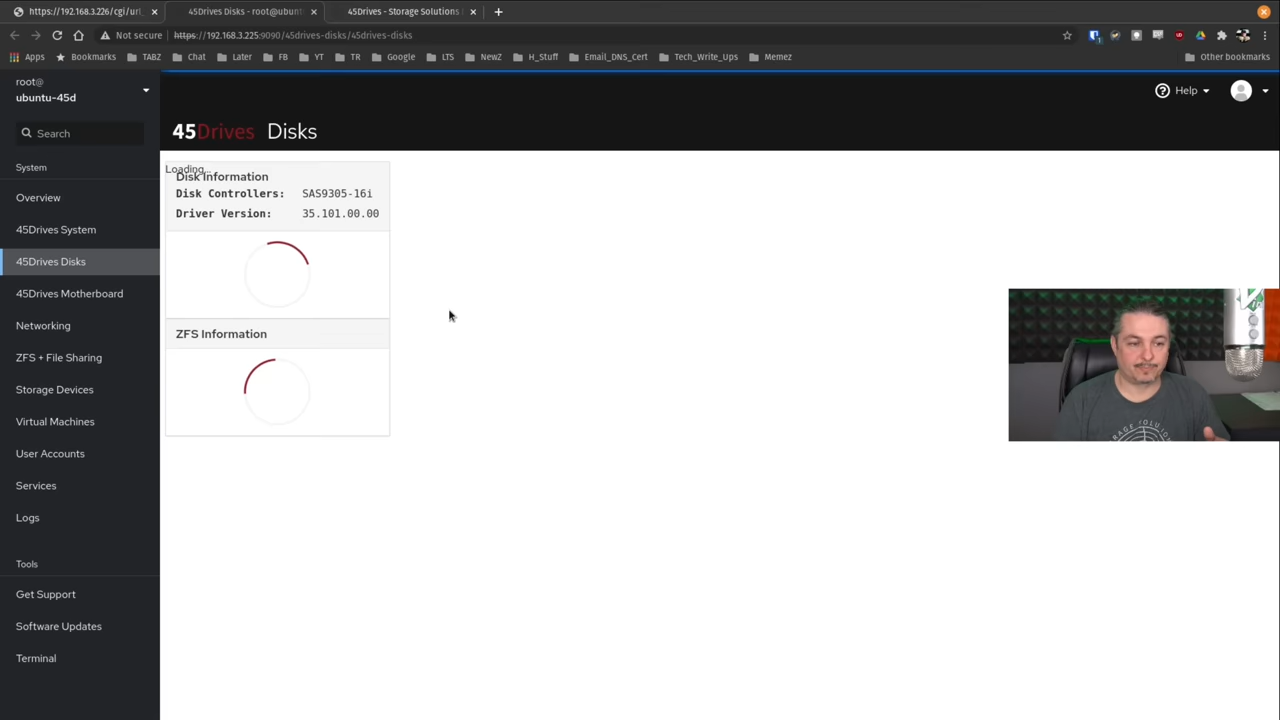 https://192.168.3.226/cgi/url_
45Drives Disks - root@ubuntu
45Drives - Storage Solutions
Not secure
https://192.168.3.225:9090/45drives-disks/45drives-disks
Apps
Bookmarks
TABZ
Chat
Later
FB
YT
TR
Google
LTS
NewZ
H_Stuff
Email_DNS_Cert
Tech_Write_Ups
Memez
Other bookmarks
root@
ubuntu-45d
Help
Search
45Drives Disks
System
Loading...
Disk Information
Disk Controllers: SAS9305-16i
Driver Version: 35.101.00.00
Overview
45Drives System
45Drives Disks
45Drives Motherboard
Networking
ZFS Information
ZFS + File Sharing
Storage Devices
Virtual Machines
User Accounts
Services
Logs
Tools
Get Support
Software Updates
Terminal